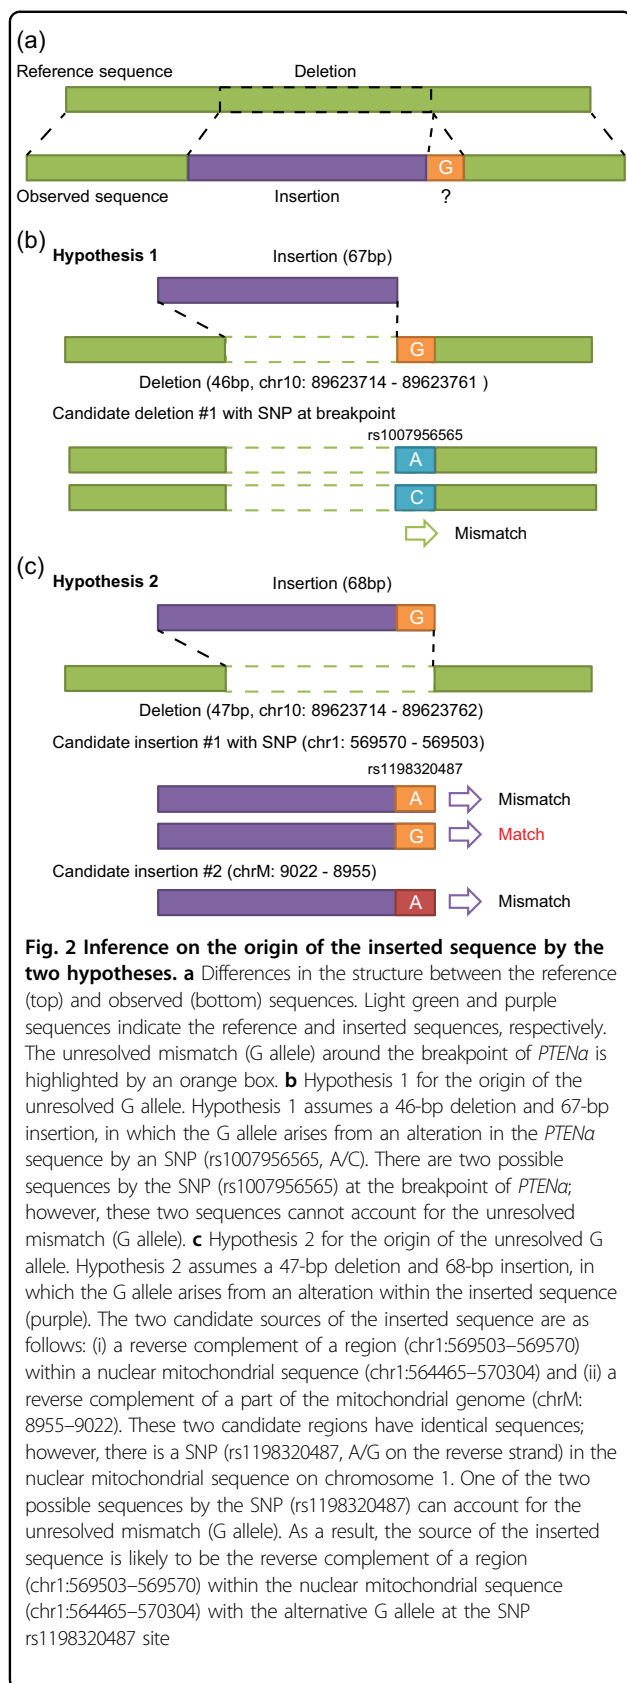 (a)
Reference sequence Deletion
G
Observed sequence Insertion ?
(b)
Hypothesis 1 Insertion (67bp)
G
Deletion (46bp, chr10: 89623714 - 89623761 )
Candidate deletion #1 with SNP at breakpoint
rs1007956565
A
C
Mismatch
(c)
Hypothesis 2 Insertion (68bp)
G
Deletion (47bp, chr10: 89623714 - 89623762)
Candidate insertion #1 with SNP (chr1: 569570 - 569503)
rs1198320487
A Mismatch
G Match
Candidate insertion #2 (chrM: 9022 - 8955)
A Mismatch
Fig. 2 Inference on the origin of the inserted sequence by the
two hypotheses. a Differences in the structure between the reference
(top) and observed (bottom) sequences. Light green and purple
sequences indicate the reference and inserted sequences, respectively.
The unresolved mismatch (G allele) around the breakpoint of PTENα is
highlighted by an orange box. b Hypothesis 1 for the origin of the
unresolved G allele. Hypothesis 1 assumes a 46-bp deletion and 67-bp
insertion, in which the G allele arises from an alteration in the PTENα
sequence by an SNP (rs1007956565, A/C). There are two possible
sequences by the SNP (rs1007956565) at the breakpoint of PTENα;
however, these two sequences cannot account for the unresolved
mismatch (G allele). c Hypothesis 2 for the origin of the unresolved G
allele. Hypothesis 2 assumes a 47-bp deletion and 68-bp insertion, in
which the G allele arises from an alteration within the inserted sequence
(purple). The two candidate sources of the inserted sequence are as
follows: (i) a reverse complement of a region (chr1:569503–569570)
within a nuclear mitochondrial sequence (chr1:564465–570304) and (ii) a
reverse complement of a part of the mitochondrial genome (chrM:
8955–9022). These two candidate regions have identical sequences;
however, there is a SNP (rs1198320487, A/G on the reverse strand) in the
nuclear mitochondrial sequence on chromosome 1. One of the two
possible sequences by the SNP (rs1198320487) can account for the
unresolved mismatch (G allele). As a result, the source of the inserted
sequence is likely to be the reverse complement of a region
(chr1:569503–569570) within the nuclear mitochondrial sequence
(chr1:564465–570304) with the alternative G allele at the SNP
rs1198320487 site